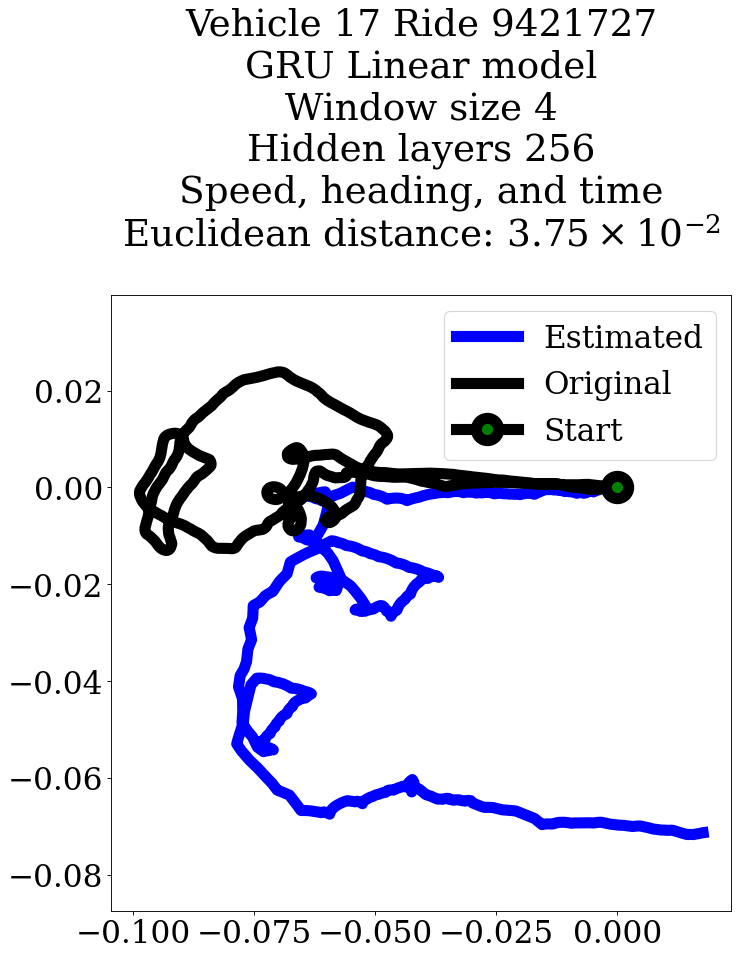 Vehicle 17 Ride 9421727
GRU Linear model
Window size 4
Hidden layers 256
Speed, heading, and time
Euclidean distance: 3.75 × 10⁻²
Estimated
Original
Start
0.02
0.00
−0.02
−0.04
−0.06
−0.08
−0.100 −0.075 −0.050 −0.025 0.000